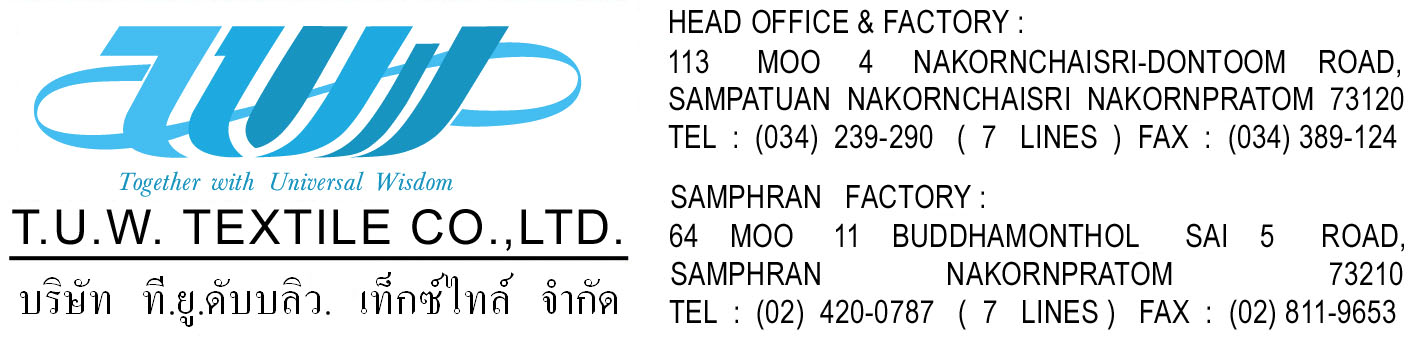 TUW
Together with Universal Wisdom
T.U.W. TEXTILE CO.,LTD.
บริษัท ที.ยู.ดับบลิว. เท็กซ์ไทล์ จำกัด
HEAD OFFICE & FACTORY :
113 MOO 4 NAKORNCHAISRI-DONTOOM ROAD,
SAMPATUAN NAKORNCHAISRI NAKORNPRATOM 73120
TEL : (034) 239-290 ( 7 LINES ) FAX : (034) 389-124
SAMPHRAN FACTORY :
64 MOO 11 BUDDHAMONTHOL SAI 5 ROAD,
SAMPHRAN NAKORNPRATOM 73210
TEL : (02) 420-0787 ( 7 LINES ) FAX : (02) 811-9653